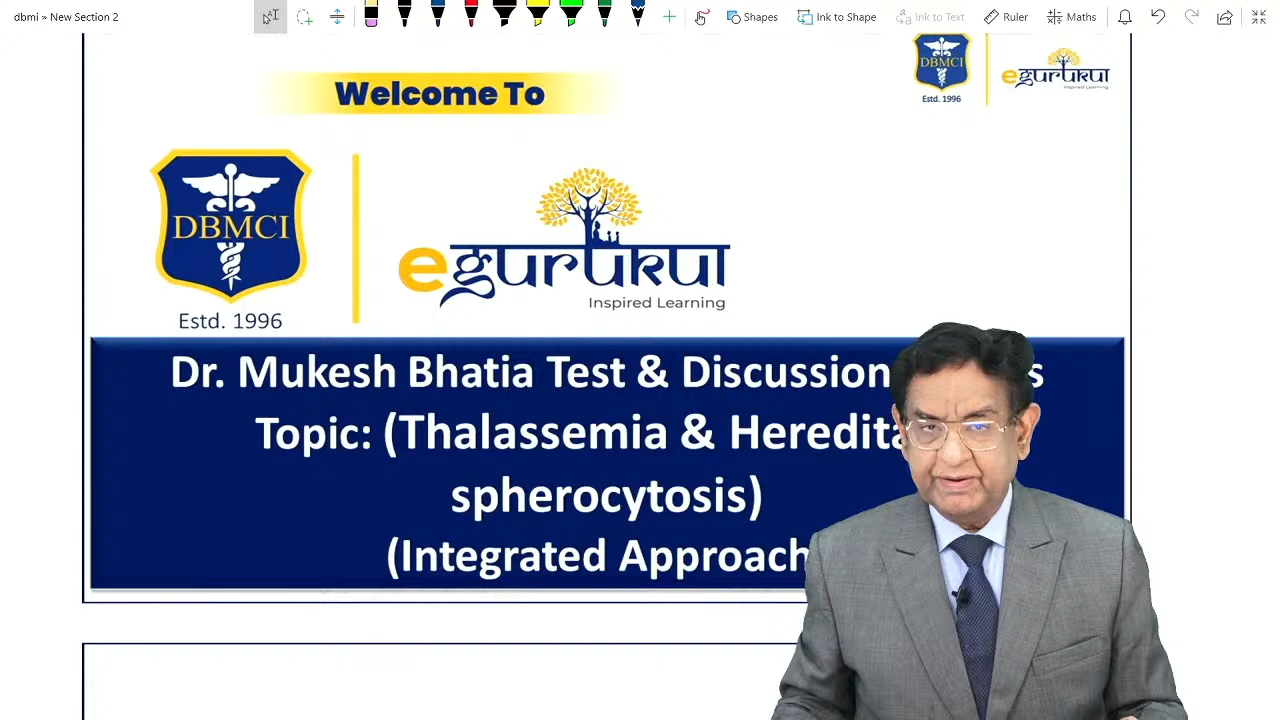 dbmi » New Section 2
Shapes
Ink to Shape
Ink to Text
Ruler
Maths
DBMCI
Estd. 1996
egurukul
Inspired Learning
Welcome To
DBMCI
Estd. 1996
egurukul
Inspired Learning
Dr. Mukesh Bhatia Test & Discussion
Topic: (Thalassemia &
spherocytosis)
(Integrated Approach